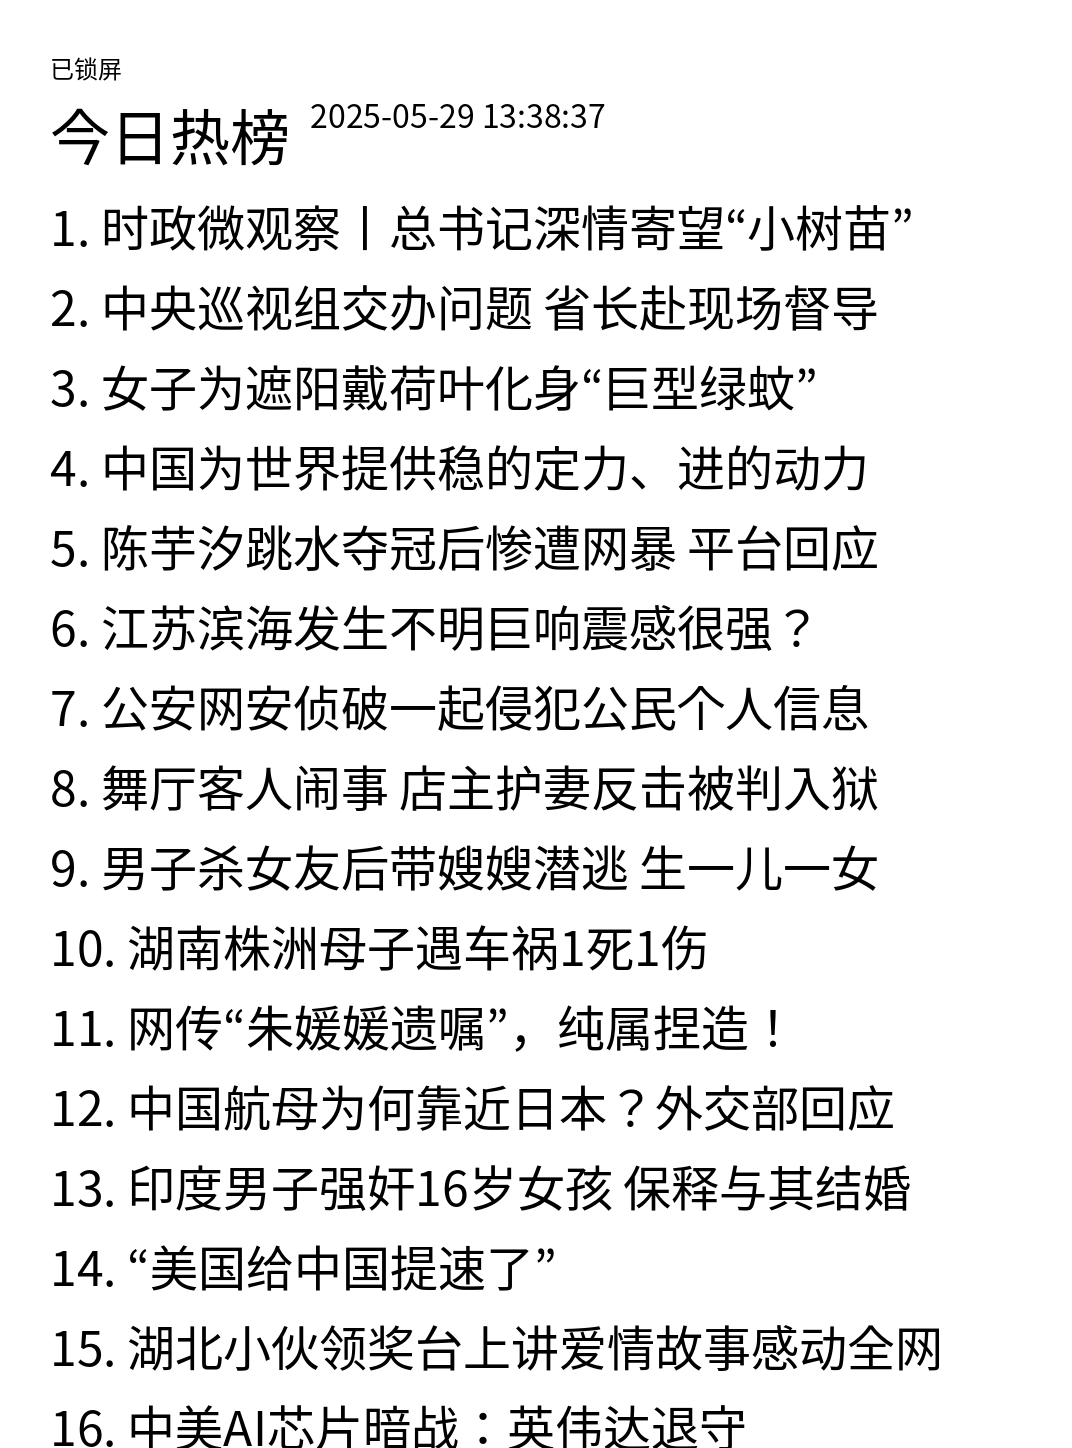 已锁屏
今日热榜 2025-05-29 13:38:37
1. 时政微观察丨总书记深情寄望“小树苗”
2. 中央巡视组交办问题 省长赴现场督导
3. 女子为遮阳戴荷叶化身“巨型绿蚊”
4. 中国为世界提供稳的定力、进的动力
5. 陈芋汐跳水夺冠后惨遭网暴 平台回应
6. 江苏滨海发生不明巨响震感很强？
7. 公安网安侦破一起侵犯公民个人信息
8. 舞厅客人闹事 店主护妻反击被判入狱
9. 男子杀女友后带嫂嫂潜逃 生一儿一女
10. 湖南株洲母子遇车祸1死1伤
11. 网传“朱媛媛遗嘱”，纯属捏造！
12. 中国航母为何靠近日本？外交部回应
13. 印度男子强奸16岁女孩 保释与其结婚
14. “美国给中国提速了”
15. 湖北小伙领奖台上讲爱情故事感动全网
16. 中美AI芯片暗战：英伟达退守